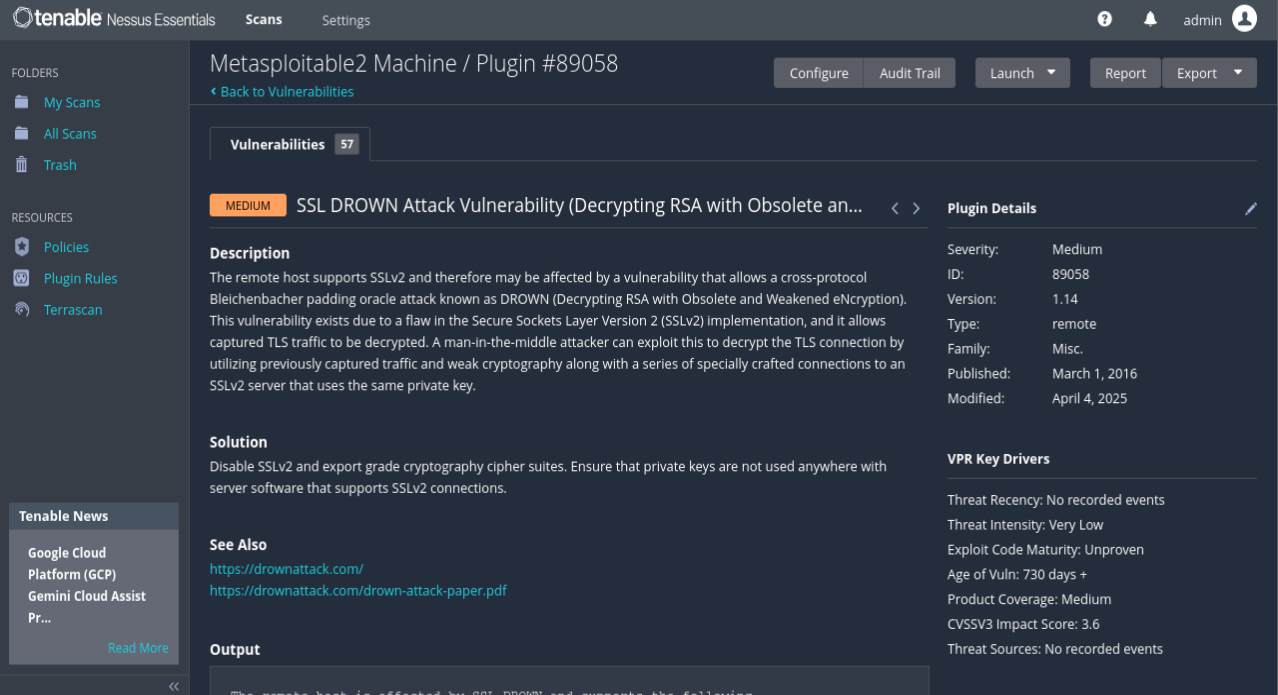 tenable Nessus Essentials
Scans
Settings
admin
FOLDERS
My Scans
All Scans
Trash
RESOURCES
Policies
Plugin Rules
Terrascan
Tenable News
Google Cloud
Platform (GCP)
Gemini Cloud Assist
Pr...
Read More
Metasploitable2 Machine / Plugin #89058
Back to Vulnerabilities
Configure
Audit Trail
Launch
Report
Export
Vulnerabilities 57
MEDIUM SSL DROWN Attack Vulnerability (Decrypting RSA with Obsolete an...
Description
The remote host supports SSLv2 and therefore may be affected by a vulnerability that allows a cross-protocol
Bleichenbacher padding oracle attack known as DROWN (Decrypting RSA with Obsolete and Weakened eNcryption).
This vulnerability exists due to a flaw in the Secure Sockets Layer Version 2 (SSLv2) implementation, and it allows
captured TLS traffic to be decrypted. A man-in-the-middle attacker can exploit this to decrypt the TLS connection by
utilizing previously captured traffic and weak cryptography along with a series of specially crafted connections to an
SSLv2 server that uses the same private key.
Solution
Disable SSLv2 and export grade cryptography cipher suites. Ensure that private keys are not used anywhere with
server software that supports SSLv2 connections.
See Also
https://drownattack.com/
https://drownattack.com/drown-attack-paper.pdf
Output
The remote host is affected by SSL DROWN and supports the following
Plugin Details
Severity: Medium
ID: 89058
Version: 1.14
Type: remote
Family: Misc.
Published: March 1, 2016
Modified: April 4, 2025
VPR Key Drivers
Threat Recency: No recorded events
Threat Intensity: Very Low
Exploit Code Maturity: Unproven
Age of Vuln: 730 days +
Product Coverage: Medium
CVSSV3 Impact Score: 3.6
Threat Sources: No recorded events